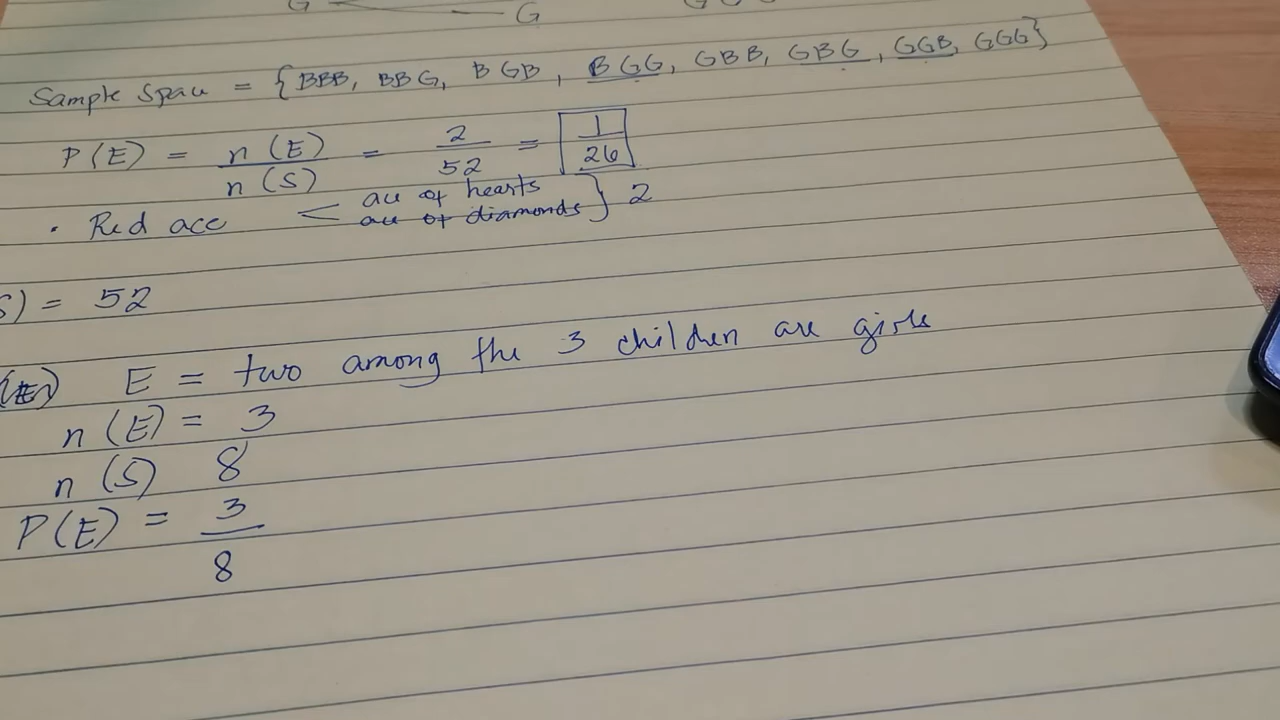 G G
Sample Space = {BBB, BBG, BGB, BGG, GBB, GBG, GGB, GGG}
P(E) = n(E)/n(S) = 2/52 = 1/26
• Red ace < ace of hearts ace of diamonds } 2
S) = 52
E = two among the 3 children are girls
n(E) = 3
n(S) 8
P(E) = 3/8